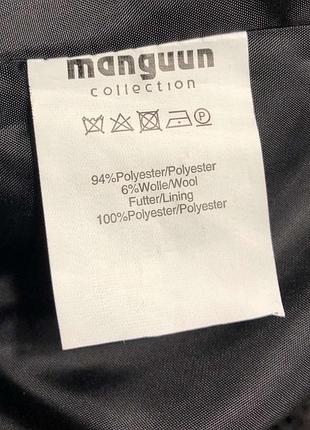 manguun
collection
P
94%Polyester/Polyester
6%Wolle/Wool
Futter/Lining
100%Polyester/Polyester